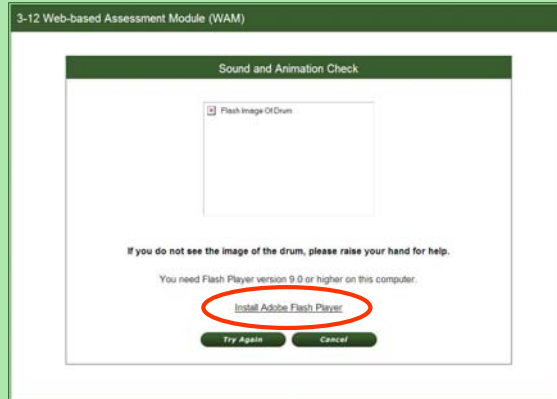 3-12 Web-based Assessment Module (WAM)
Sound and Animation Check
Flash Image Of Drum
If you do not see the image of the drum, please raise your hand for help.
You need Flash Player version 9.0 or higher on this computer.
Install Adobe Flash Player
Try Again Cancel